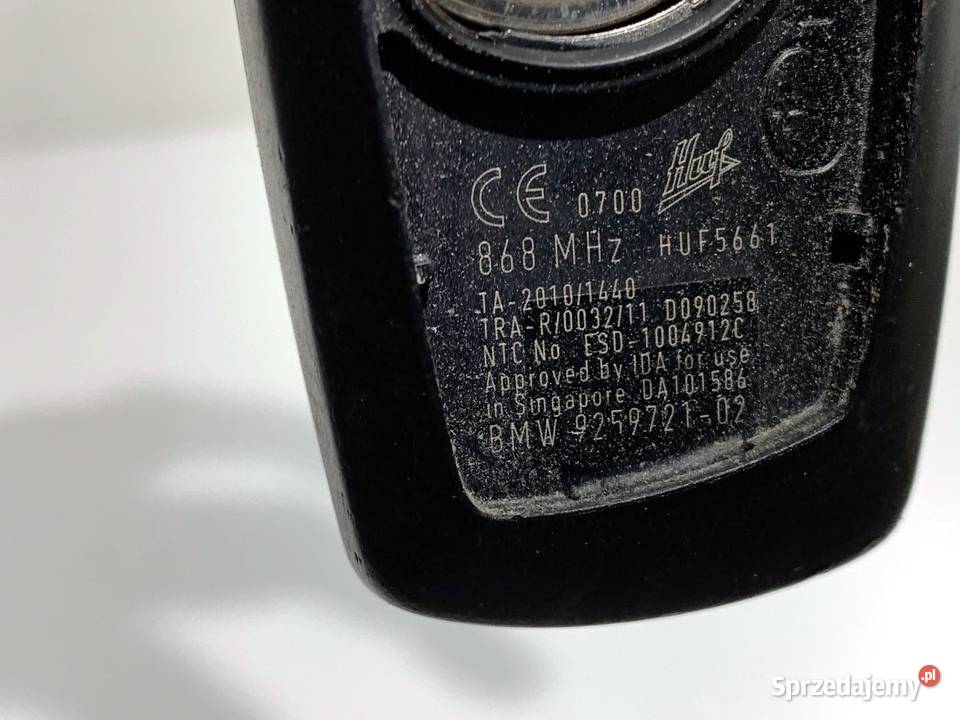 CE 0700 Huf
868 MHz HUF5661
TA-2010/1440
TRA-R/0032/11 D090258
NTC No ESD-1004912C
Approved by IDA for use
in Singapore DA101586
BMW 9259721-02
Sprzedajemy.pl